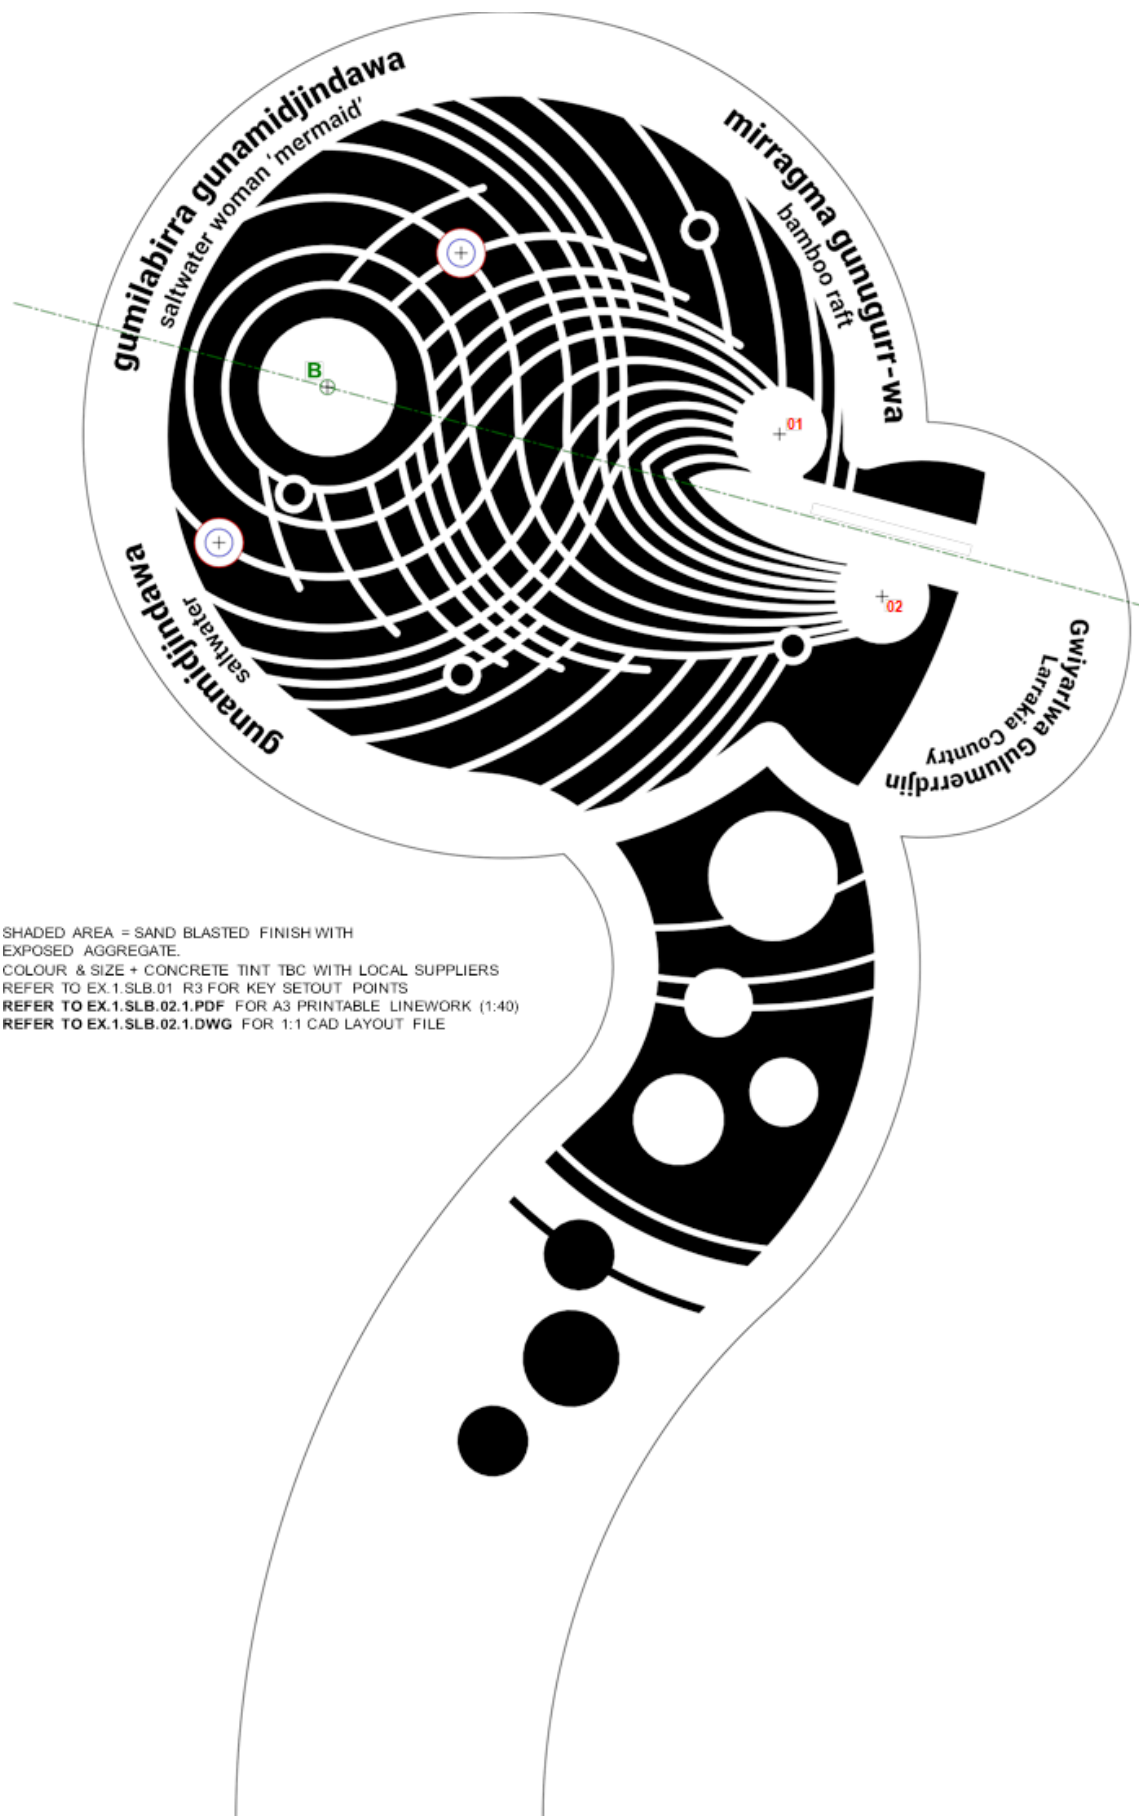 gumilabirra gunamidjindawa
saltwater woman 'mermaid'
mirragma gunugurr-wa
bamboo raft
B
01
02
gunamidjindawa
saltwater
Gwiyarlwa Gulumerrdjin
Larrakia Country
SHADED AREA = SAND BLASTED FINISH WITH
EXPOSED AGGREGATE.
COLOUR & SIZE + CONCRETE TINT TBC WITH LOCAL SUPPLIERS
REFER TO EX.1.SLB.01 R3 FOR KEY SETOUT POINTS
REFER TO EX.1.SLB.02.1.PDF FOR A3 PRINTABLE LINEWORK (1:40)
REFER TO EX.1.SLB.02.1.DWG FOR 1:1 CAD LAYOUT FILE